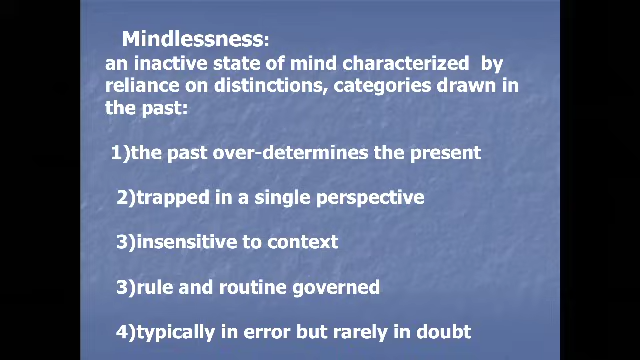 Mindlessness:
an inactive state of mind characterized by
reliance on distinctions, categories drawn in
the past:
1)the past over-determines the present
2)trapped in a single perspective
3)insensitive to context
3)rule and routine governed
4)typically in error but rarely in doubt